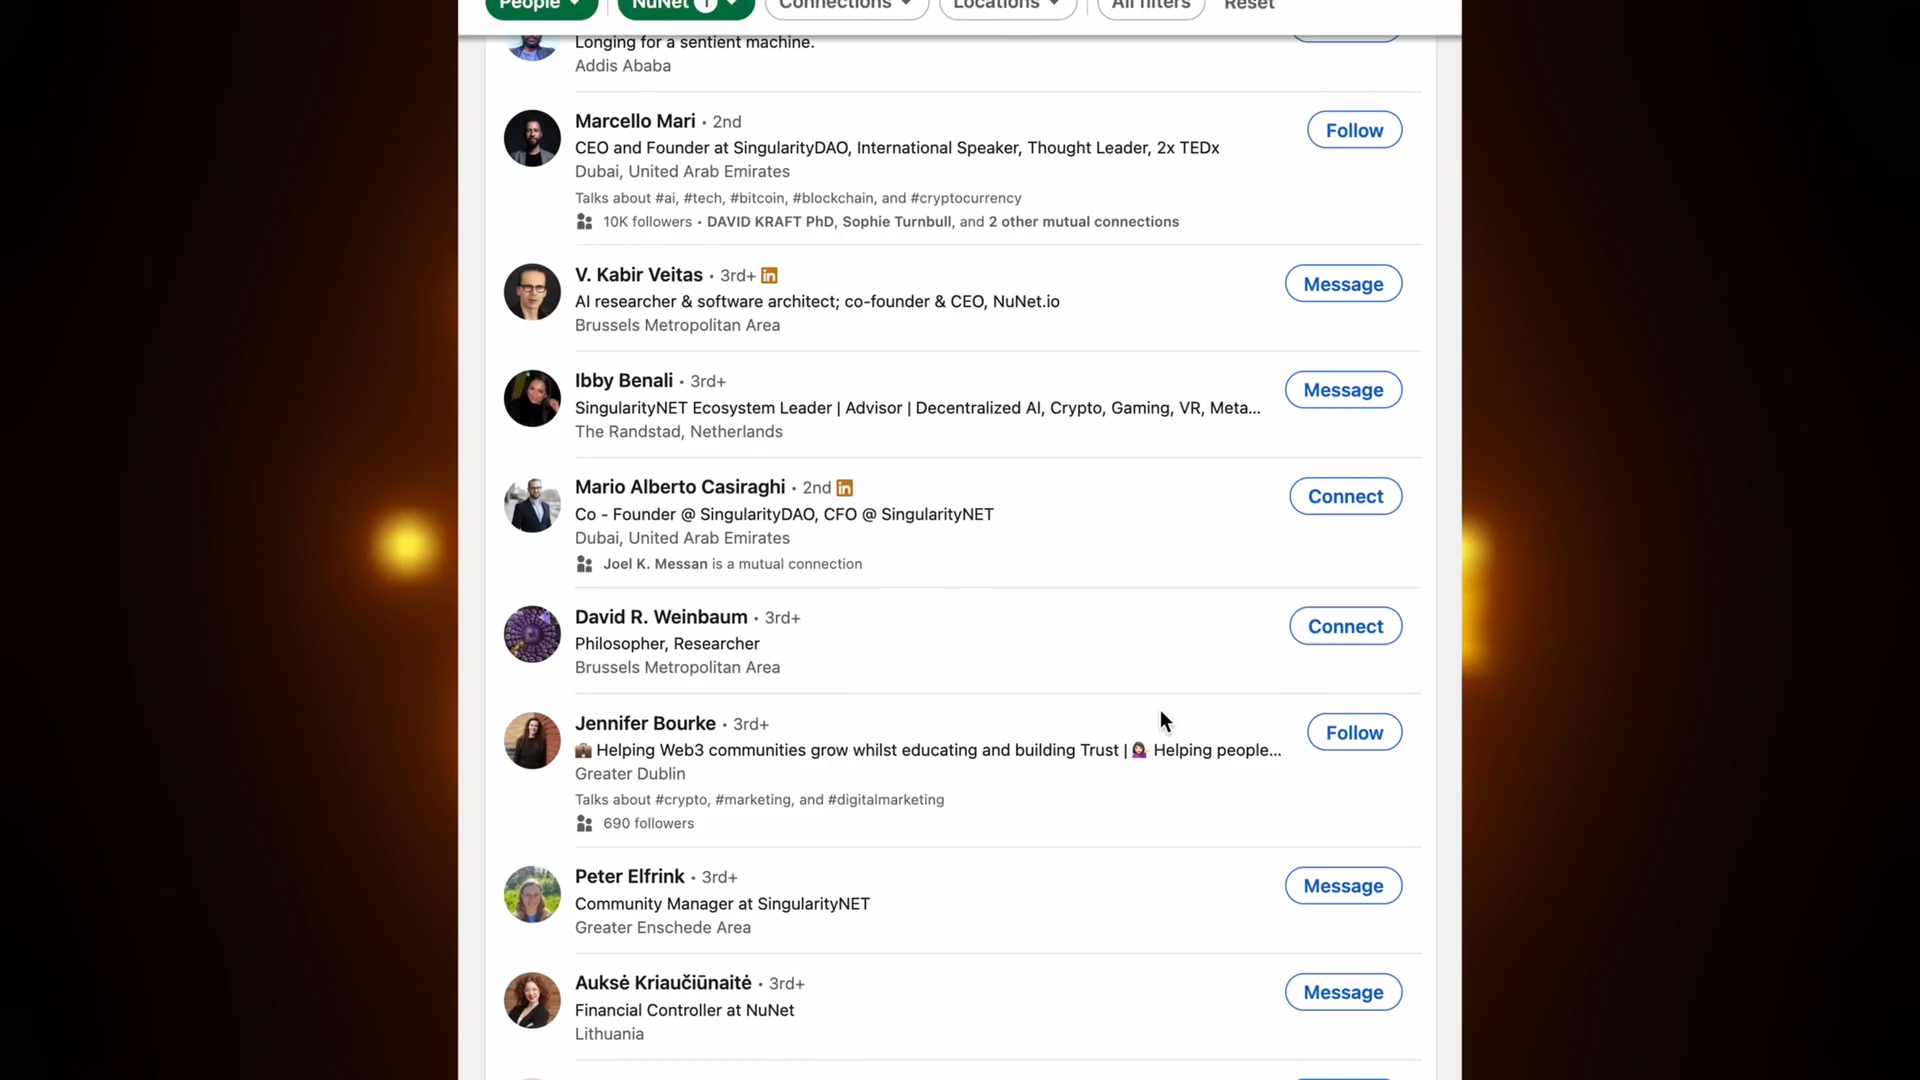 People
NuNet 1
Connections
Locations
All filters
Reset
Longing for a sentient machine.
Addis Ababa
Marcello Mari • 2nd
Follow
CEO and Founder at SingularityDAO, International Speaker, Thought Leader, 2x TEDx
Dubai, United Arab Emirates
Talks about #ai, #tech, #bitcoin, #blockchain, and #cryptocurrency
10K followers • DAVID KRAFT PhD, Sophie Turnbull, and 2 other mutual connections
V. Kabir Veitas • 3rd+ in
Message
AI researcher & software architect; co-founder & CEO, NuNet.io
Brussels Metropolitan Area
Ibby Benali • 3rd+
Message
SingularityNET Ecosystem Leader | Advisor | Decentralized AI, Crypto, Gaming, VR, Meta...
The Randstad, Netherlands
Mario Alberto Casiraghi • 2nd in
Connect
Co - Founder @ SingularityDAO, CFO @ SingularityNET
Dubai, United Arab Emirates
Joel K. Messan is a mutual connection
David R. Weinbaum • 3rd+
Connect
Philosopher, Researcher
Brussels Metropolitan Area
Jennifer Bourke • 3rd+
Follow
💼 Helping Web3 communities grow whilst educating and building Trust | 💁🏻‍♀️ Helping people...
Greater Dublin
Talks about #crypto, #marketing, and #digitalmarketing
690 followers
Peter Elfrink • 3rd+
Message
Community Manager at SingularityNET
Greater Enschede Area
Auksė Kriaučiūnaitė • 3rd+
Message
Financial Controller at NuNet
Lithuania